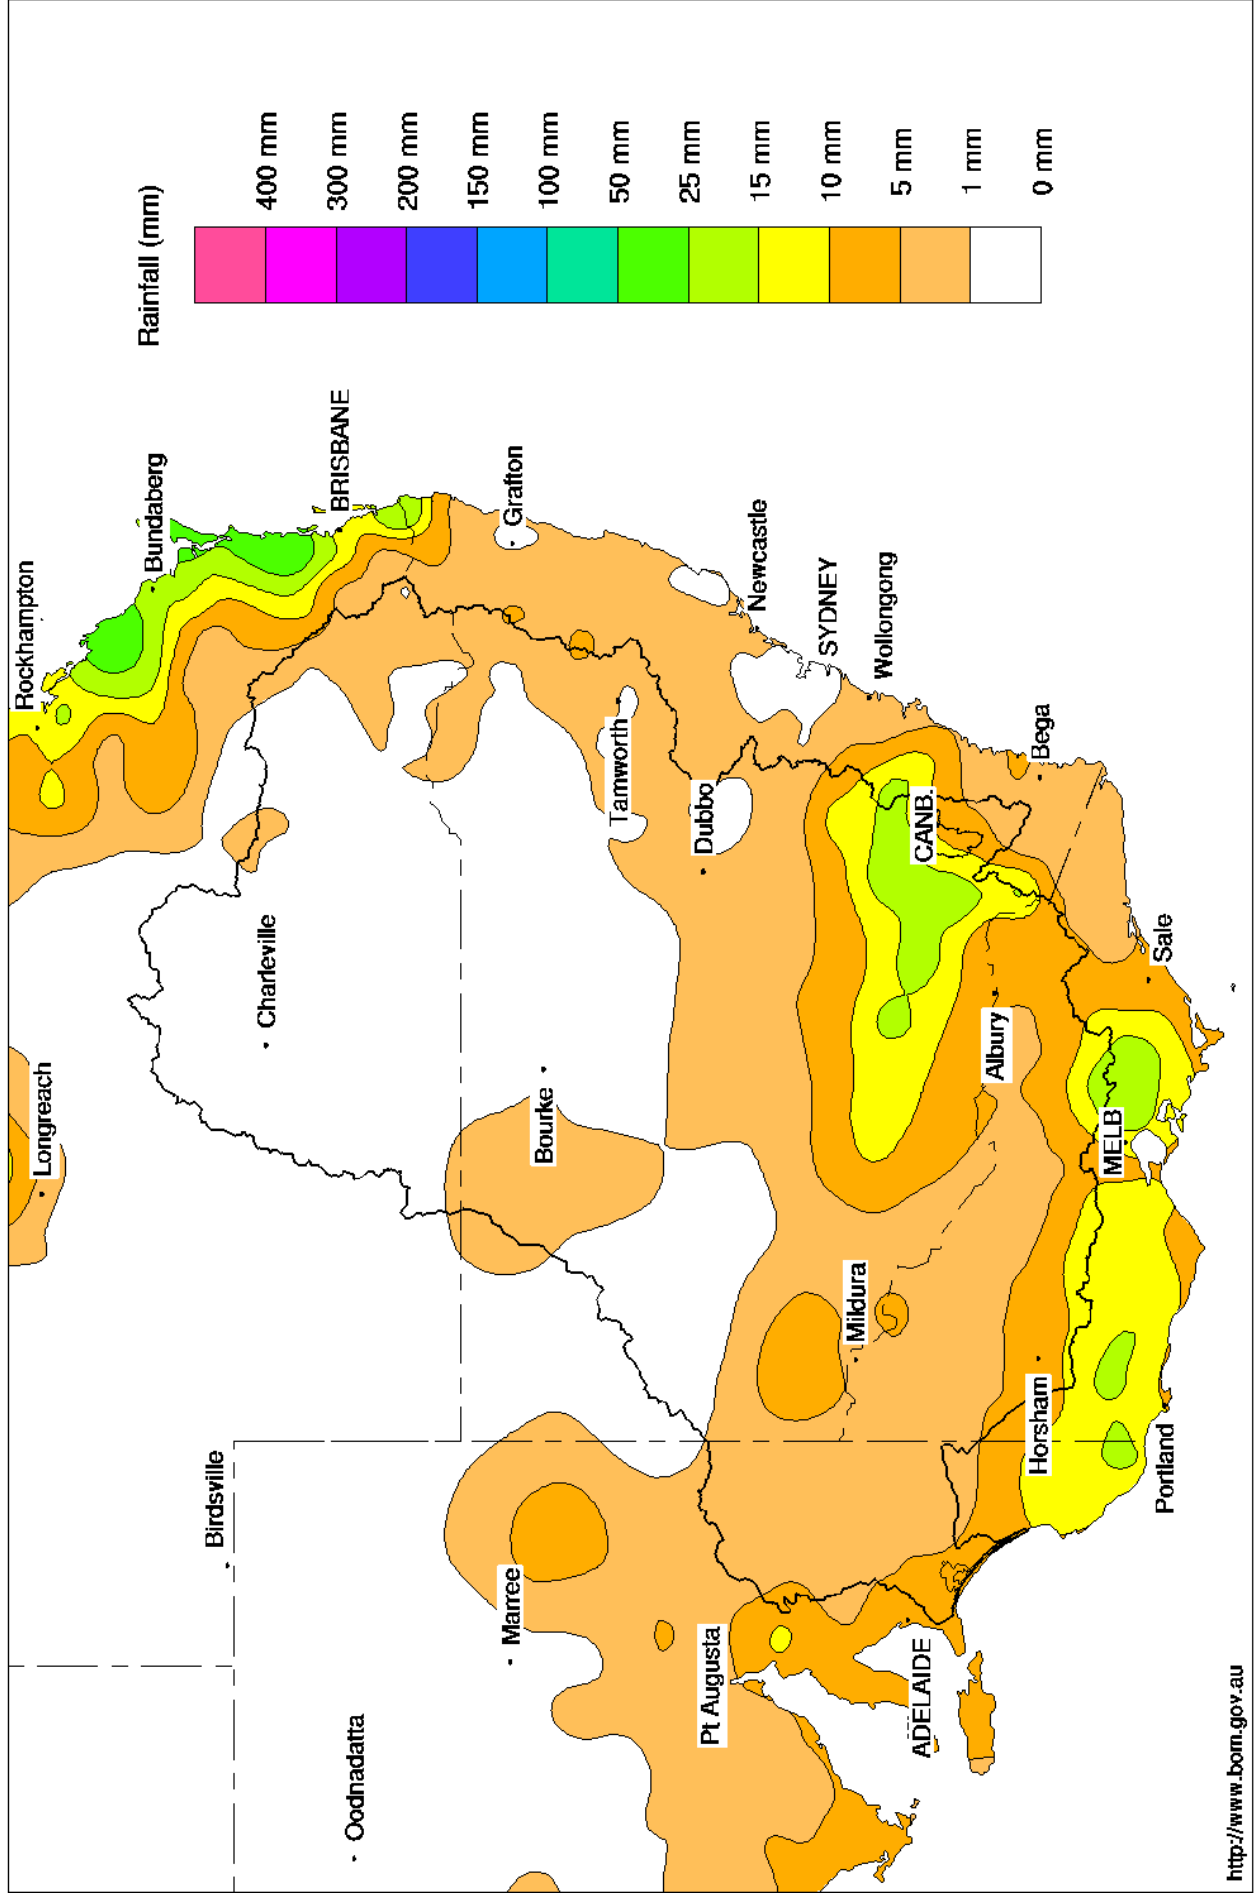 Rainfall (mm)
400 mm
300 mm
200 mm
150 mm
100 mm
50 mm
25 mm
15 mm
10 mm
5 mm
1 mm
0 mm
Rockhampton
Longreach
Bundaberg
Birdsville
Charleville
BRISBANE
Oodnadatta
Grafton
Marree
Bourke
Tamworth
Pt Augusta
Dubbo
Newcastle
SYDNEY
Mildura
Wollongong
ADELAIDE
CANB.
Albury
Horsham
Bega
MELB
Portland
Sale
http://www.bom.gov.au